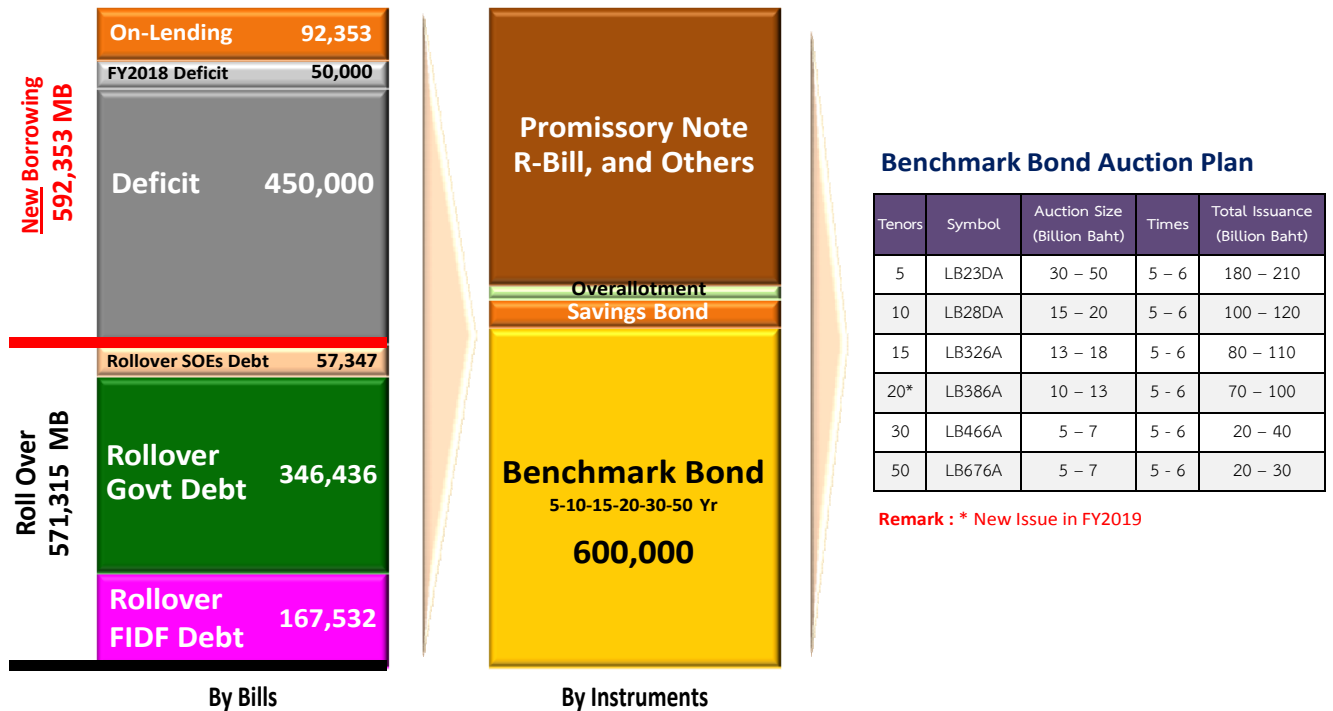 New Borrowing
592,353 MB
On-Lending 92,353
FY2018 Deficit 50,000
Deficit 450,000
Roll Over
571,315 MB
Rollover SOEs Debt 57,347
Rollover
Govt Debt 346,436
Rollover
FIDF Debt 167,532
By Bills
Promissory Note
R-Bill, and Others
Overallotment
Savings Bond
Benchmark Bond
5-10-15-20-30-50 Yr
600,000
By Instruments
Benchmark Bond Auction Plan
Tenors Symbol Auction Size (Billion Baht) Times Total Issuance (Billion Baht)
5 LB23DA 30 – 50 5 – 6 180 – 210
10 LB28DA 15 – 20 5 – 6 100 – 120
15 LB326A 13 – 18 5 - 6 80 – 110
20* LB386A 10 – 13 5 - 6 70 – 100
30 LB466A 5 – 7 5 - 6 20 – 40
50 LB676A 5 – 7 5 - 6 20 – 30
Remark : * New Issue in FY2019